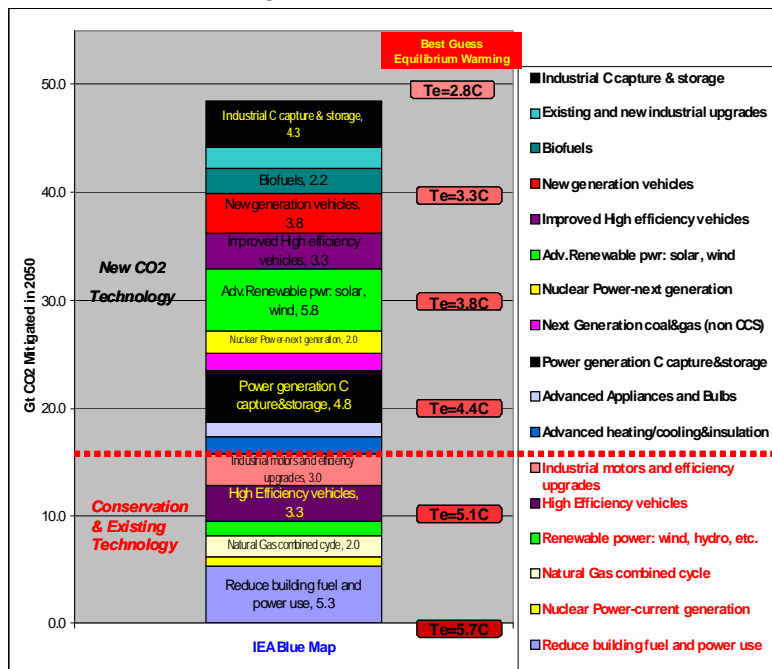 Best Guess
Equilibrium Warming
50.0
40.0
30.0
20.0
10.0
0.0
Gt CO2 Mitigated in 2050
New CO2
Technology
Conservation
& Existing
Technology
Industrial C capture & storage,
4.3
Biofuels, 2.2
New generation vehicles,
3.8
Improved High efficiency
vehicles, 3.3
Adv.Renewable pwr: solar,
wind, 5.8
Nuclear Power-next generation, 2.0
Power generation C
capture&storage, 4.8
Industrial motors and efficiency
upgrades, 3.0
High Efficiency vehicles,
3.3
Natural Gas combined cycle, 2.0
Reduce building fuel and
power use, 5.3
IEA Blue Map
Te=2.8C
Te=3.3C
Te=3.8C
Te=4.4C
Te=5.1C
Te=5.7C
Industrial C capture & storage
Existing and new industrial upgrades
Biofuels
New generation vehicles
Improved High efficiency vehicles
Adv.Renewable pwr: solar, wind
Nuclear Power-next generation
Next Generation coal&gas (non CCS)
Power generation C capture&storage
Advanced Appliances and Bulbs
Advanced heating/cooling&insulation
Industrial motors and efficiency
upgrades
High Efficiency vehicles
Renewable power: wind, hydro, etc.
Natural Gas combined cycle
Nuclear Power-current generation
Reduce building fuel and power use